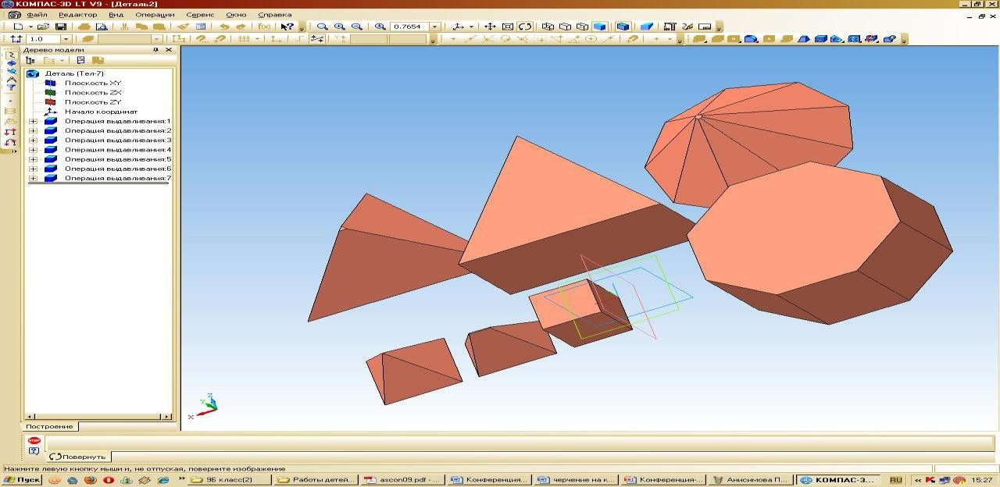 КОМПАС-3D LT V9 - [Деталь2]
Файл Редактор Вид Операции Сервис Окно Справка
0.7654
1.0
Дерево модели
Деталь (Тел-7)
Плоскость XY
Плоскость ZX
Плоскость ZY
Начало координат
Операция выдавливания:1
Операция выдавливания:2
Операция выдавливания:3
Операция выдавливания:4
Операция выдавливания:5
Операция выдавливания:6
Операция выдавливания:7
Z
Y
X
Построение
STOP
Повернуть
Нажмите левую кнопку мыши и, не отпуская, поверните изображение
Пуск 9Б класс(2) Работы детей... ascon09.pdf - ... Конференция... черчение на к... Конференция-... Анисимова П... КОМПАС-3... RU 15:27